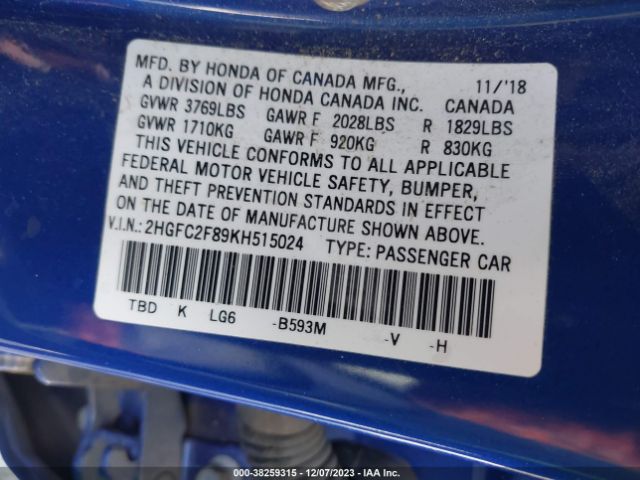 MFD. BY HONDA OF CANADA MFG., 11/'18
A DIVISION OF HONDA CANADA INC. CANADA
GVWR 3769LBS GAWR F 2028LBS R 1829LBS
GVWR 1710KG GAWR F 920KG R 830KG
THIS VEHICLE CONFORMS TO ALL APPLICABLE
FEDERAL MOTOR VEHICLE SAFETY, BUMPER,
AND THEFT PREVENTION STANDARDS IN EFFECT
ON THE DATE OF MANUFACTURE SHOWN ABOVE.
V.I.N.: 2HGFC2F89KH515024 TYPE: PASSENGER CAR
TBD K LG6 -B593M -V -H
000-38259315 - 12/07/2023 - IAA Inc.